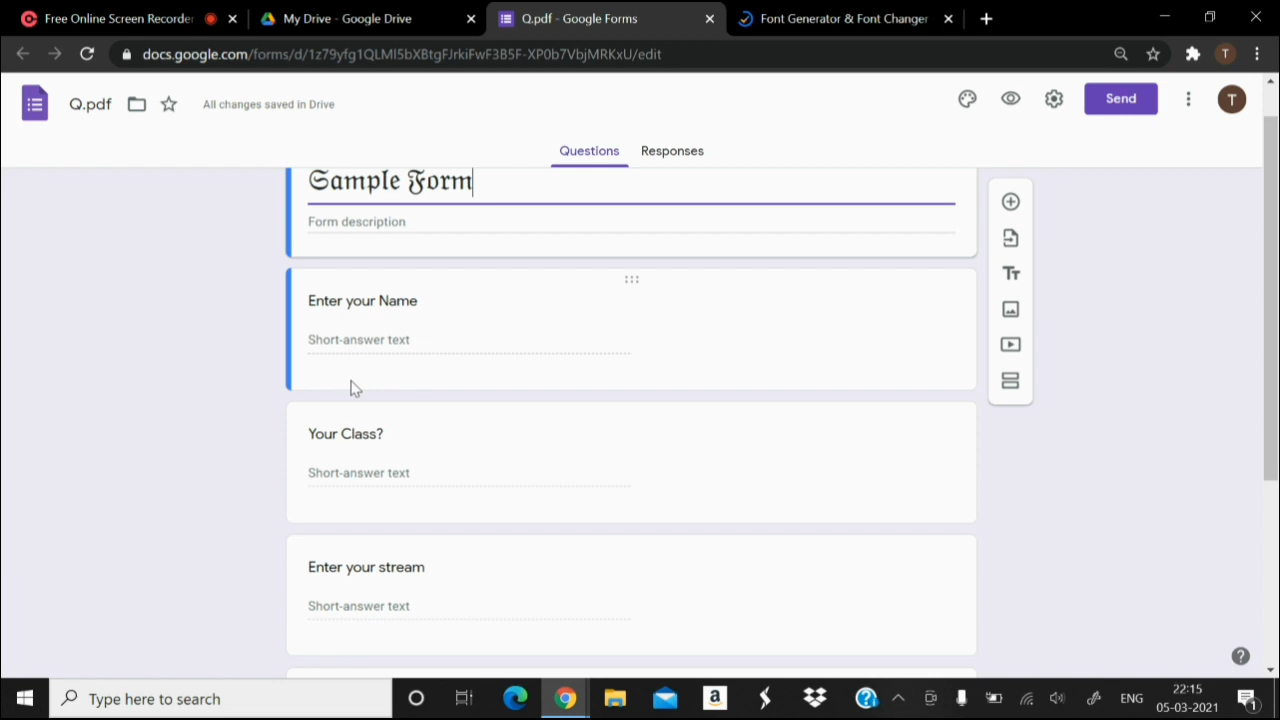 Free Online Screen Recorder
My Drive - Google Drive
Q.pdf - Google Forms
Font Generator & Font Changer
docs.google.com/forms/d/1z79yfg1QLMl5bXBtgFJrkiFwF3B5F-XP0b7VbjMRKxU/edit
T
Q.pdf
All changes saved in Drive
Send
T
Questions
Responses
𝔖𝔞𝔪𝔭𝔩𝔢 𝔉𝔬𝔯𝔪
Form description
Enter your Name
Short-answer text
Your Class?
Short-answer text
Enter your stream
Short-answer text
Type here to search
ENG
22:15
05-03-2021
1